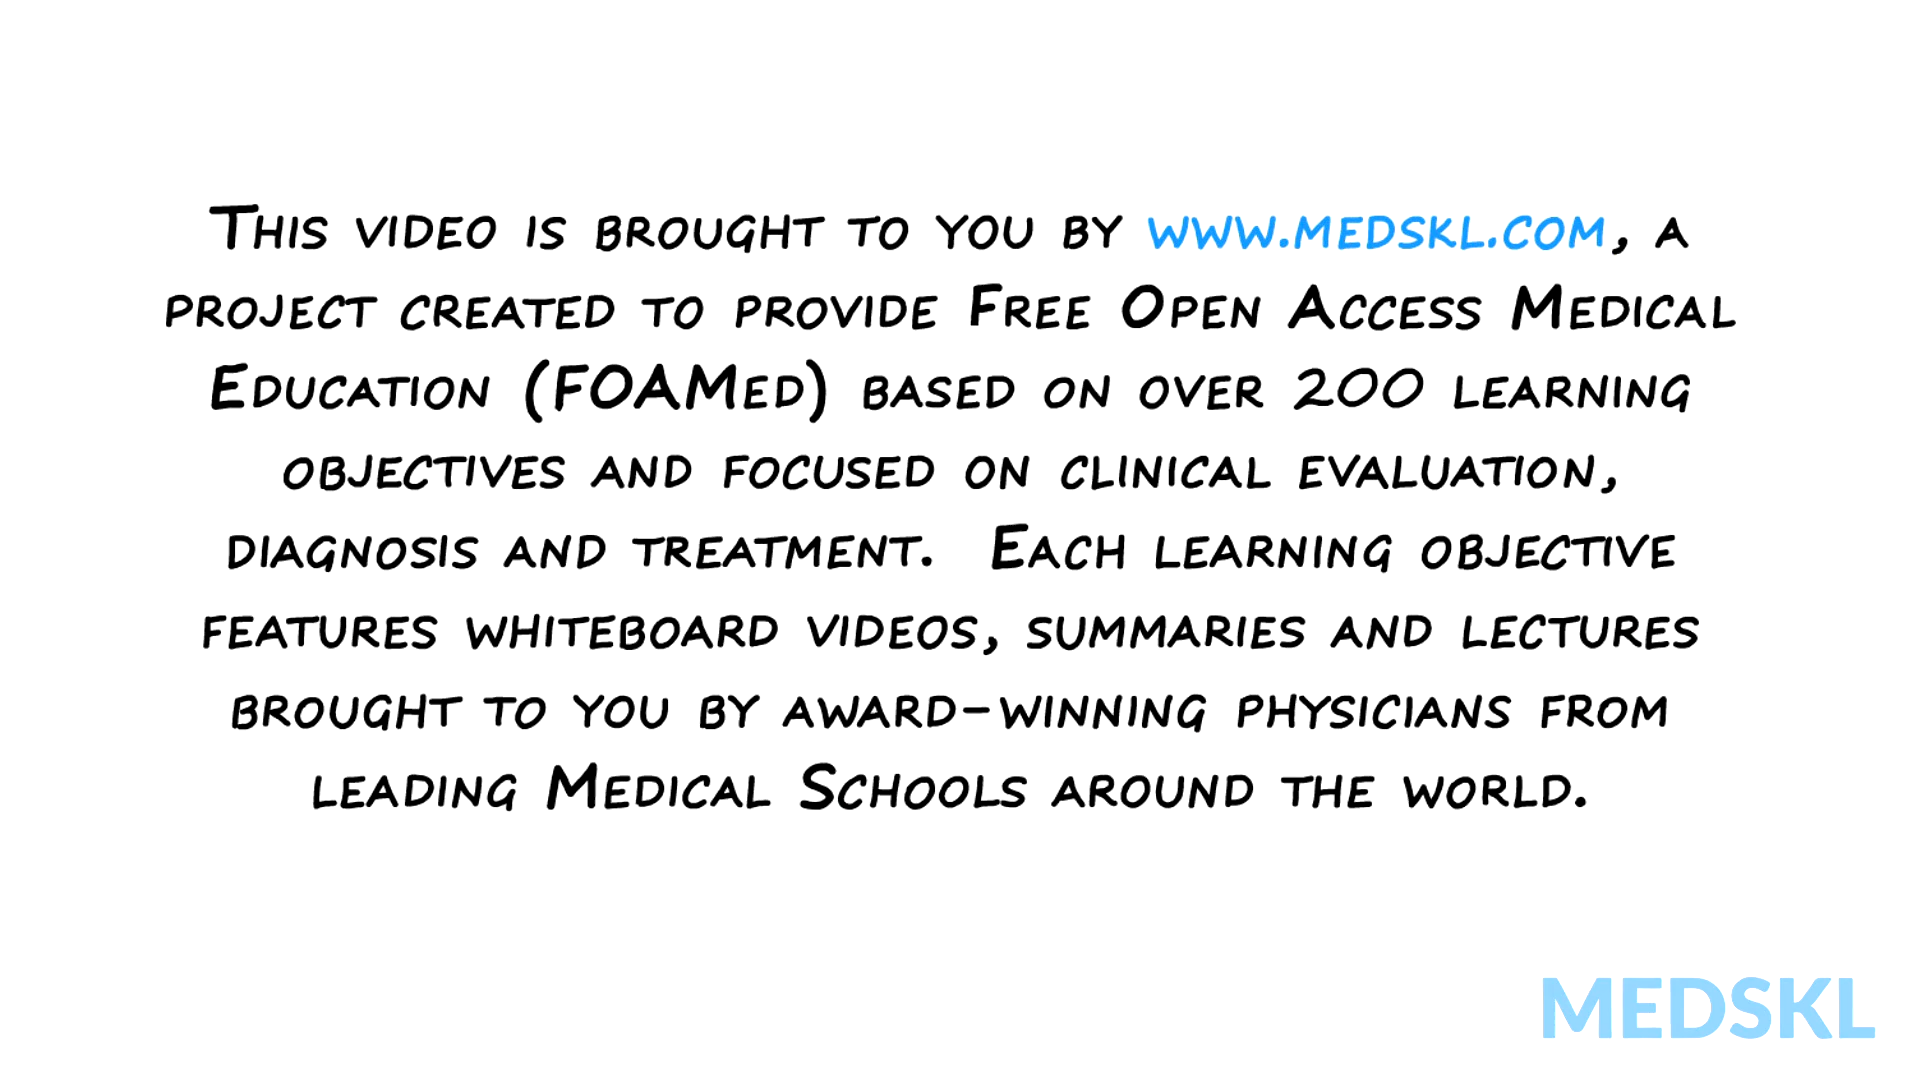 This video is brought to you by www.medskl.com, a
project created to provide Free Open Access Medical
Education (FOAMed) based on over 200 learning
objectives and focused on clinical evaluation,
diagnosis and treatment.  Each learning objective
features whiteboard videos, summaries and lectures
brought to you by award-winning physicians from
leading Medical Schools around the world.
MEDSKL